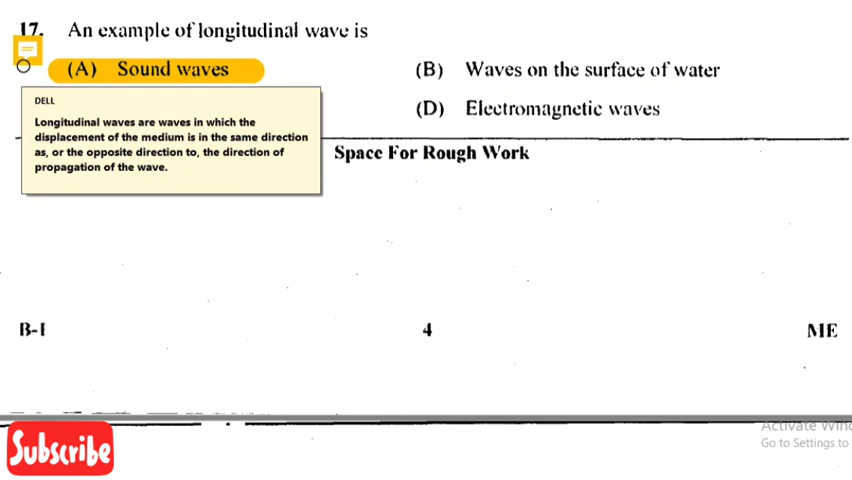 17. An example of longitudinal wave is
(A) Sound waves
(B) Waves on the surface of water
DELL
Longitudinal waves are waves in which the
displacement of the medium is in the same direction
as, or the opposite direction to, the direction of
propagation of the wave.
(D) Electromagnetic waves
Space For Rough Work
B-I
4
ME
Subscribe
Activate Win
Go to Settings to